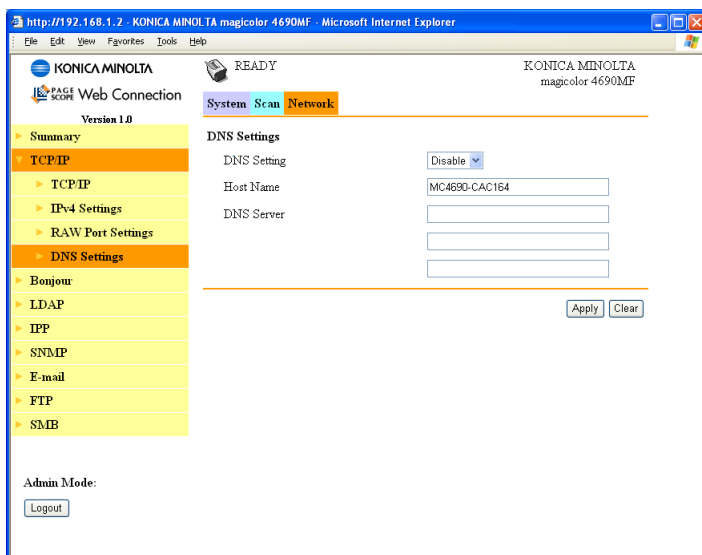 http://192.168.1.2 - KONICA MINOLTA magicolor 4690MF - Microsoft Internet Explorer
File Edit View Favorites Tools Help
KONICA MINOLTA
PAGE SCOPE Web Connection
Version 1.0
READY
KONICA MINOLTA
magicolor 4690MF
System Scan Network
Summary
TCP/IP
TCP/IP
IPv4 Settings
RAW Port Settings
DNS Settings
Bonjour
LDAP
IPP
SNMP
E-mail
FTP
SMB
Admin Mode:
Logout
DNS Settings
DNS Setting Disable
Host Name MC4690-CAC164
DNS Server
Apply Clear